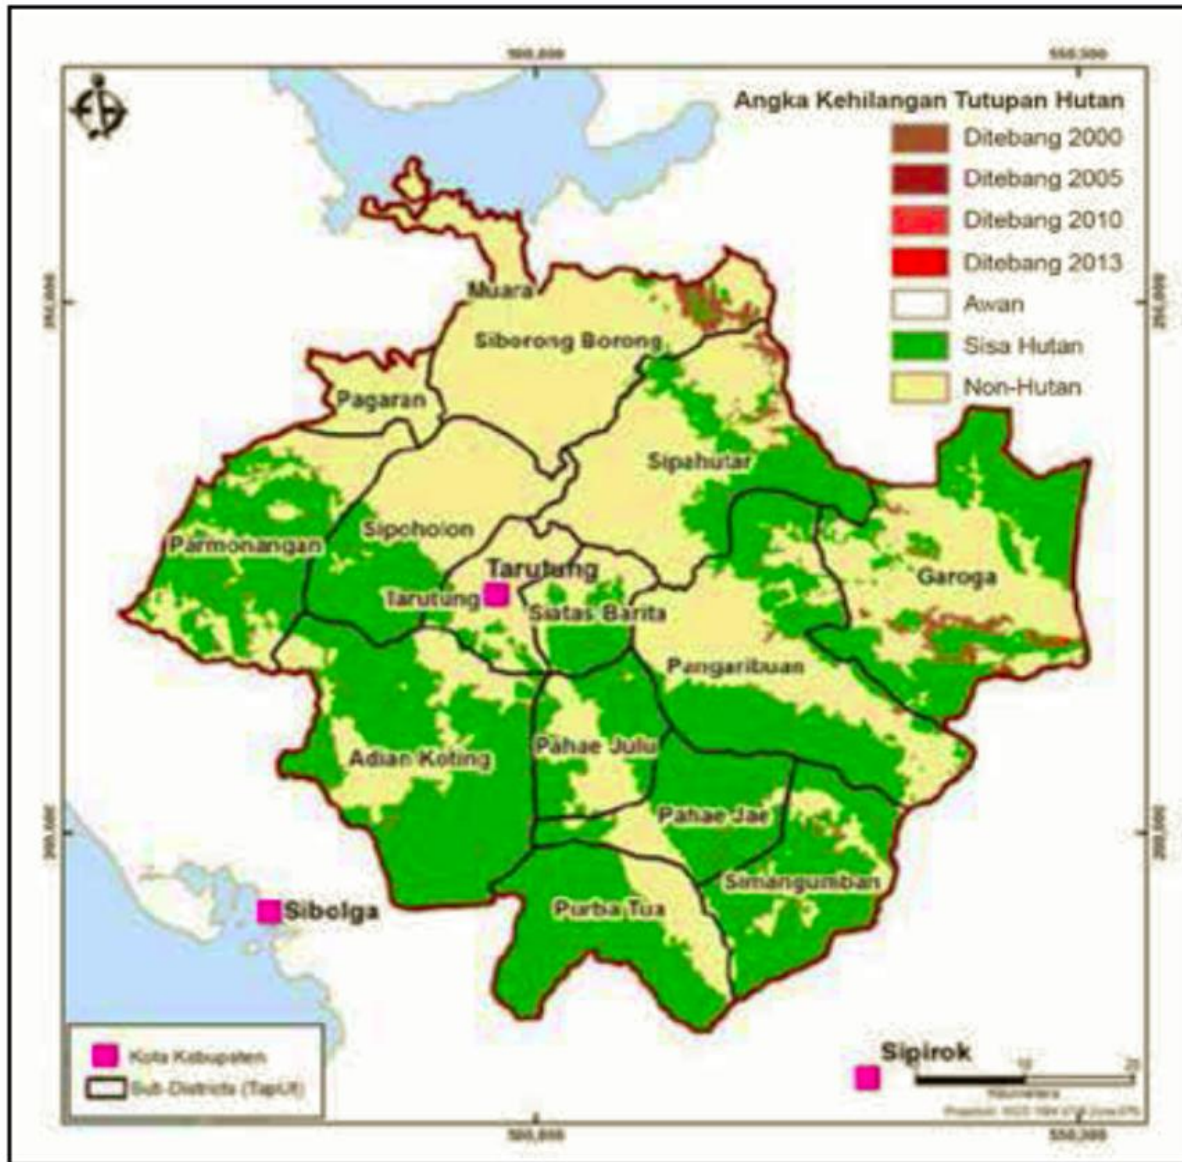 500,000
550,000
Angka Kehilangan Tutupan Hutan
Ditebang 2000
Ditebang 2005
Ditebang 2010
Ditebang 2013
Awan
Sisa Hutan
Non-Hutan
Muara
Siborong Borong
Pagaran
Sipahutar
Sipoholon
Parmonangan
Tarutung
Tarutung
Siatas Barita
Garoga
Pangaribuan
Adian Koting
Pahae Julu
Pahae Jae
Simangumban
Purba Tua
Sibolga
Sipirok
Kota Kabupaten
Sub-Districts (TapUt)
10
20
Kilometers
500,000
550,000